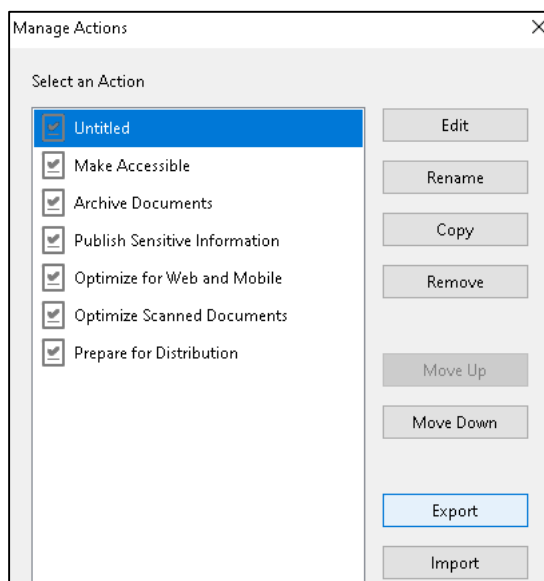 Manage Actions
Select an Action
Untitled
Make Accessible
Archive Documents
Publish Sensitive Information
Optimize for Web and Mobile
Optimize Scanned Documents
Prepare for Distribution
Edit
Rename
Copy
Remove
Move Up
Move Down
Export
Import